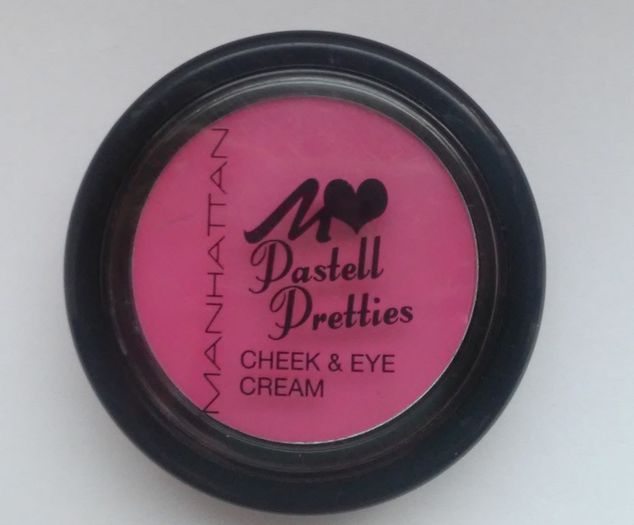 MANHATTAN
M
Pastell
Pretties
CHEEK & EYE
CREAM